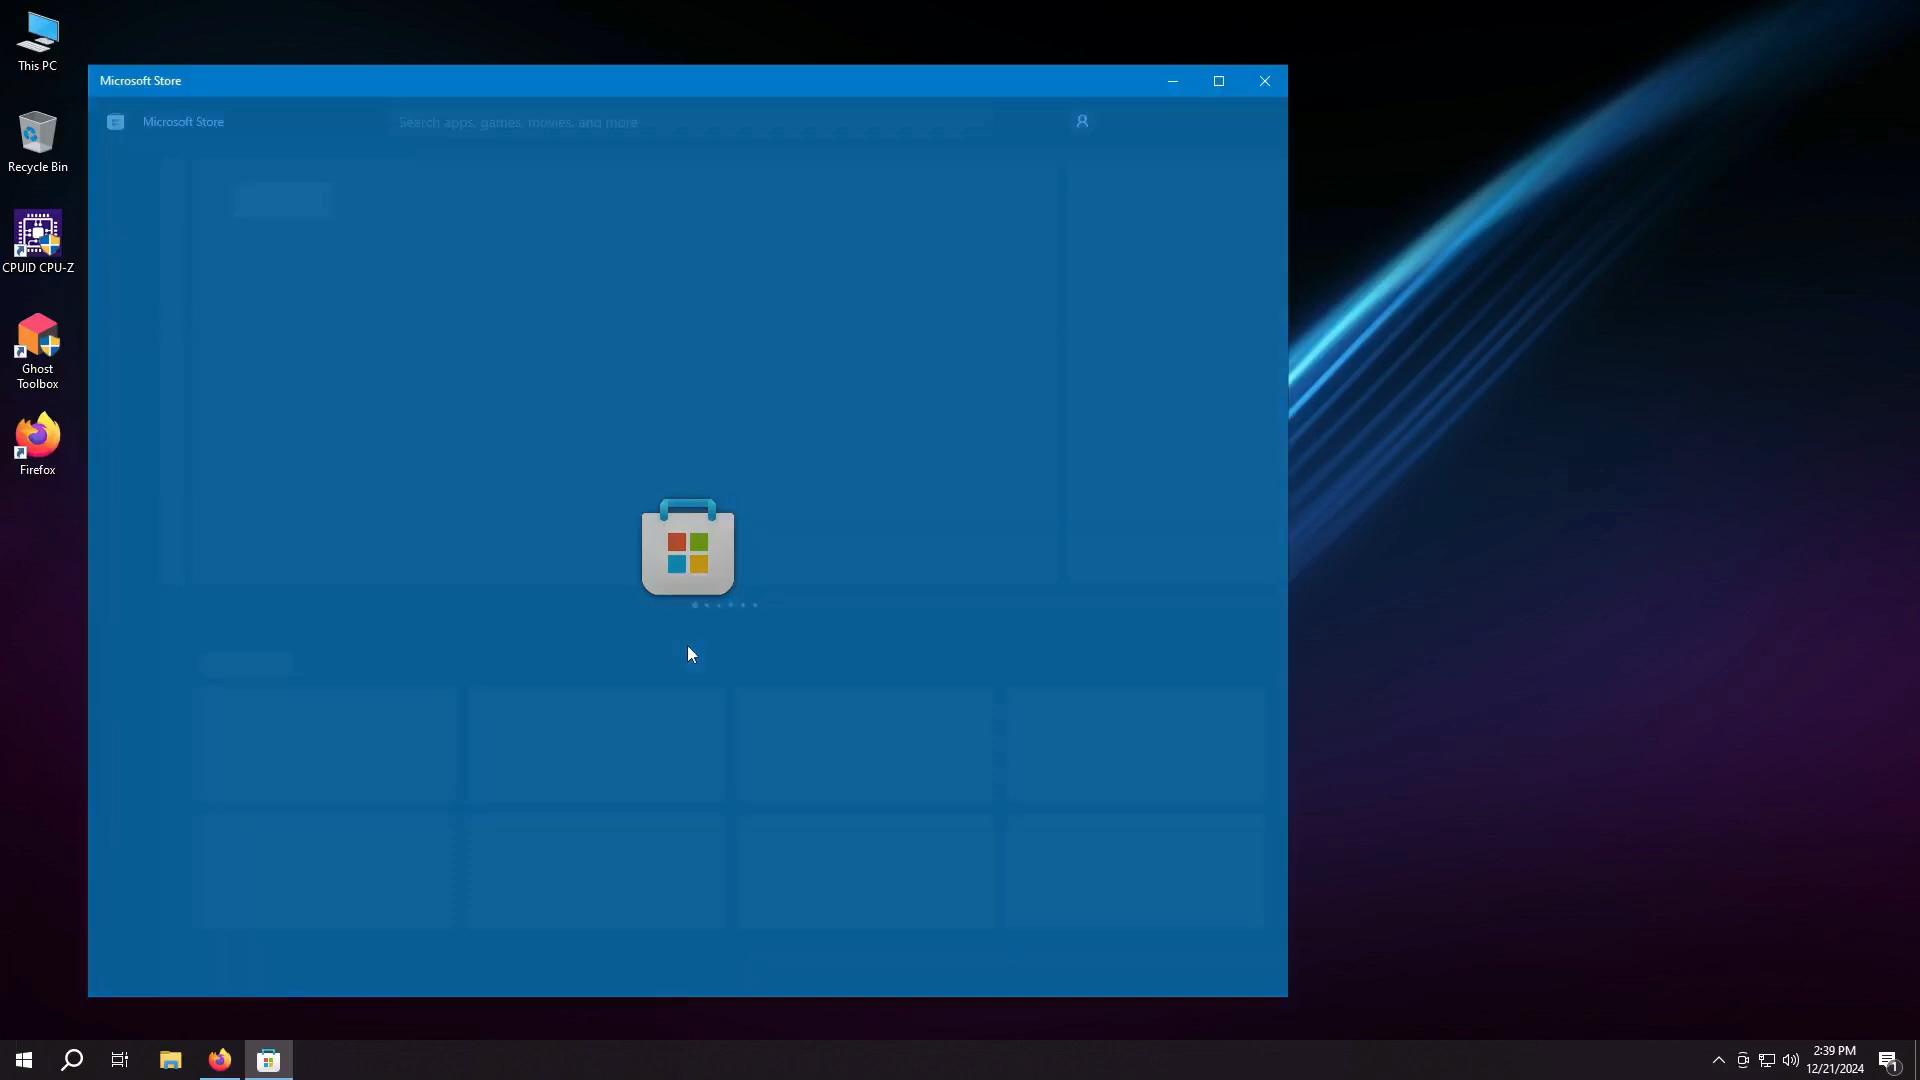 This PC
Recycle Bin
CPUID CPU-Z
Ghost
Toolbox
Firefox
Microsoft Store
Microsoft Store
Search apps, games, movies, and more
2:39 PM
12/21/2024
1